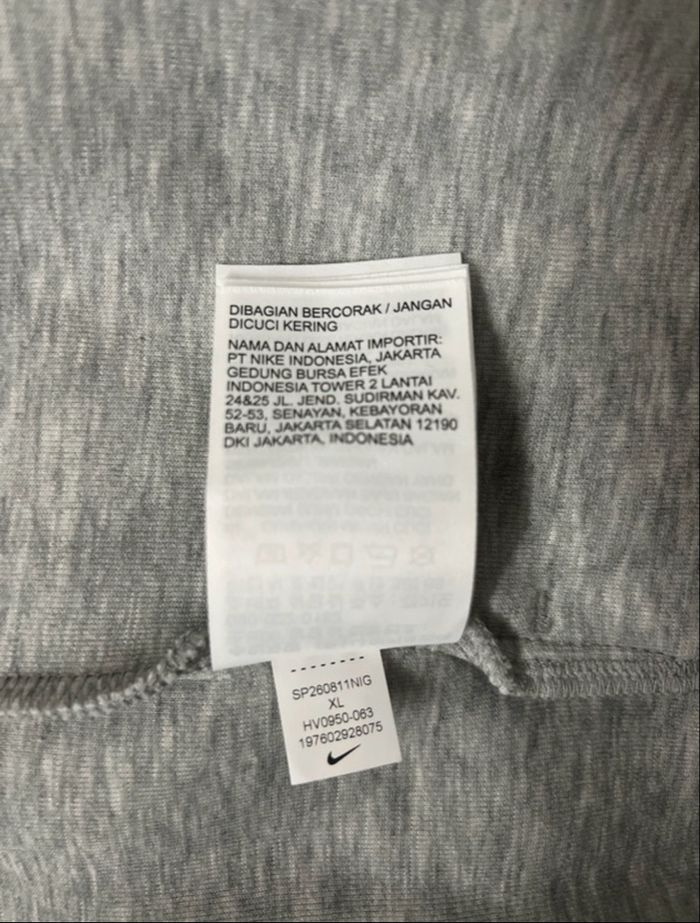 DIBAGIAN BERCORAK / JANGAN
DICUCI KERING
NAMA DAN ALAMAT IMPORTIR:
PT NIKE INDONESIA, JAKARTA
GEDUNG BURSA EFEK
INDONESIA TOWER 2 LANTAI
24&25 JL. JEND. SUDIRMAN KAV.
52-53, SENAYAN, KEBAYORAN
BARU, JAKARTA SELATAN 12190
DKI JAKARTA, INDONESIA
SP260811NIG
XL
HV0950-063
197602928075